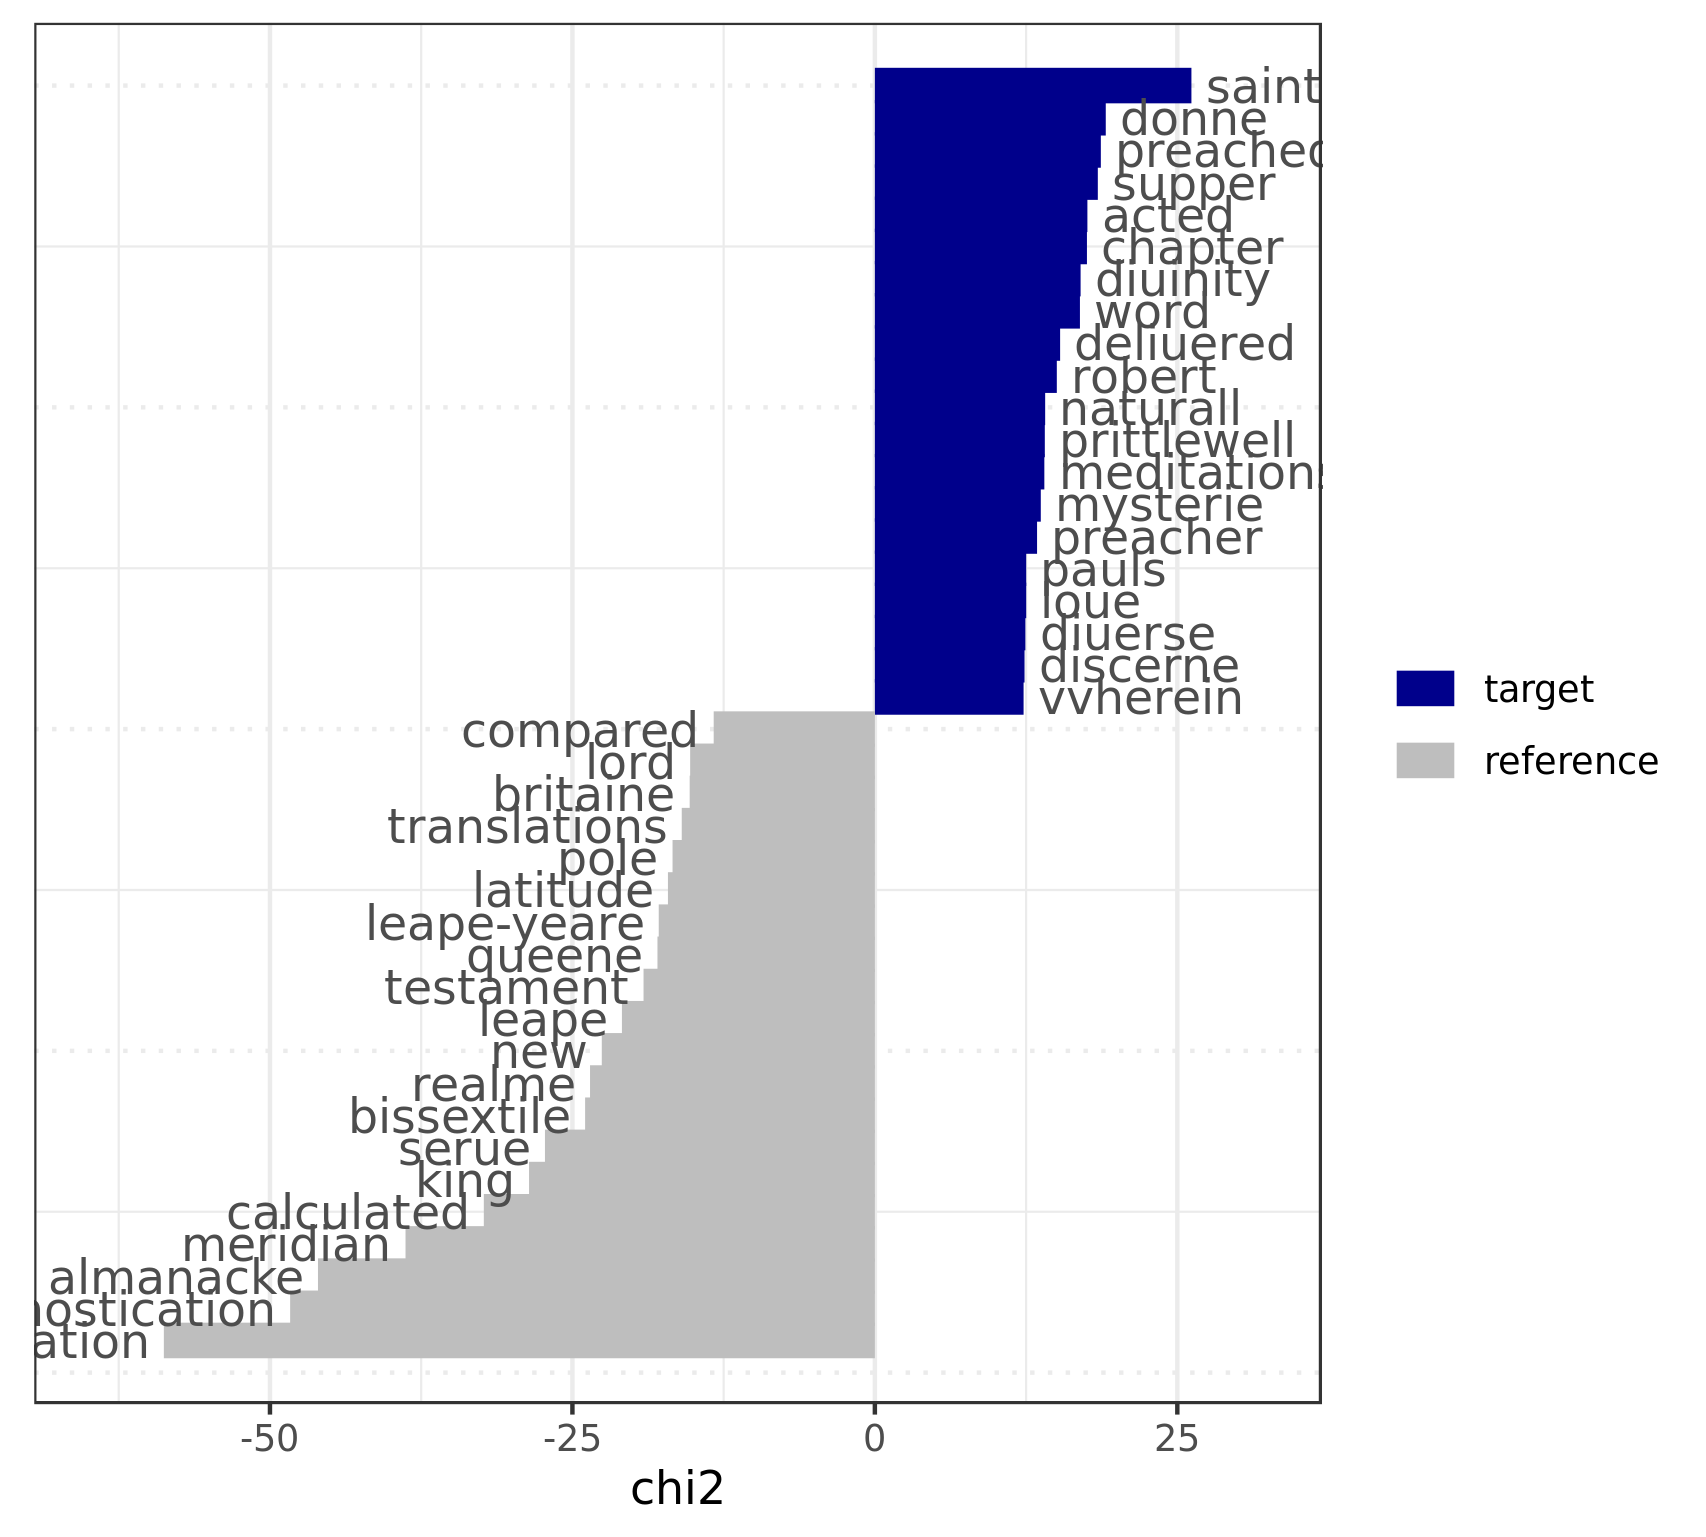 saint
donne
preached
supper
acted
chapter
diuinity
word
deliuered
robert
naturall
prittlewell
meditations
mysterie
preacher
pauls
loue
diuerse
discerne
vvherein
compared
lord
britaine
translations
pole
latitude
leape-yeare
queene
testament
leape
new
realme
bissextile
serue
king
calculated
meridian
almanacke
nostication
ation
target
reference
-50 -25 0 25
chi2